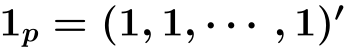 1_p = (1, 1, ⋯ , 1)′